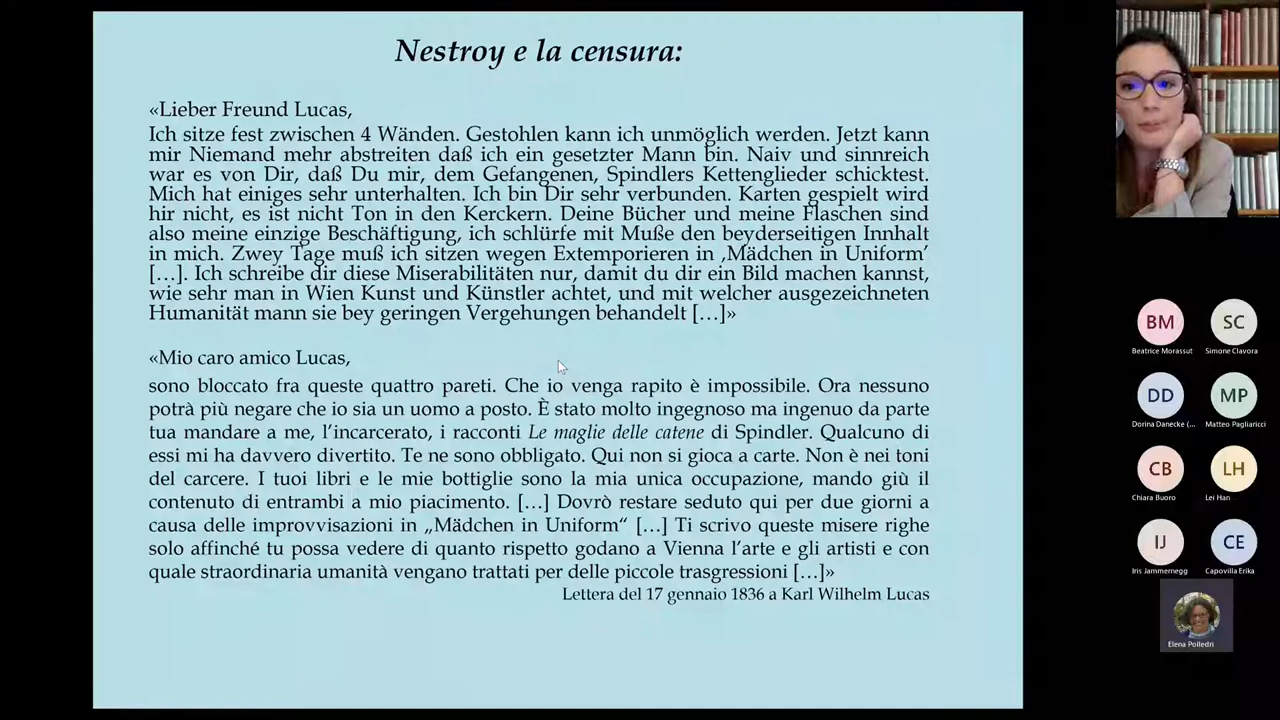 Nestroy e la censura:
«Lieber Freund Lucas,
Ich sitze fest zwischen 4 Wänden. Gestohlen kann ich unmöglich werden. Jetzt kann
mir Niemand mehr abstreiten daß ich ein gesetzter Mann bin. Naiv und sinnreich
war es von Dir, daß Du mir, dem Gefangenen, Spindlers Kettenglieder schicktest.
Mich hat einiges sehr unterhalten. Ich bin Dir sehr verbunden. Karten gespielt wird
hir nicht, es ist nicht Ton in den Kerckern. Deine Bücher und meine Flaschen sind
also meine einzige Beschäftigung, ich schlürfe mit Muße den beyderseitigen Innhalt
in mich. Zwey Tage muß ich sitzen wegen Extemporieren in ‚Mädchen in Uniform’
[…]. Ich schreibe dir diese Miserabilitäten nur, damit du dir ein Bild machen kannst,
wie sehr man in Wien Kunst und Künstler achtet, und mit welcher ausgezeichneten
Humanität mann sie bey geringen Vergehungen behandelt […]»
«Mio caro amico Lucas,
sono bloccato fra queste quattro pareti. Che io venga rapito è impossibile. Ora nessuno
potrà più negare che io sia un uomo a posto. È stato molto ingegnoso ma ingenuo da parte
tua mandare a me, l’incarcerato, i racconti Le maglie delle catene di Spindler. Qualcuno di
essi mi ha davvero divertito. Te ne sono obbligato. Qui non si gioca a carte. Non è nei toni
del carcere. I tuoi libri e le mie bottiglie sono la mia unica occupazione, mando giù il
contenuto di entrambi a mio piacimento. […] Dovrò restare seduto qui per due giorni a
causa delle improvvisazioni in „Mädchen in Uniform“ […] Ti scrivo queste misere righe
solo affinché tu possa vedere di quanto rispetto godano a Vienna l’arte e gli artisti e con
quale straordinaria umanità vengano trattati per delle piccole trasgressioni […]»
Lettera del 17 gennaio 1836 a Karl Wilhelm Lucas
BM
SC
Beatrice Morassut
Simone Clavora
DD
MP
Dorina Danecke (...
Matteo Pagliaricci
CB
LH
Chiara Buoro
Lei Han
IJ
CE
Iris Jammernegg
Capovilla Erika
Elena Polledri